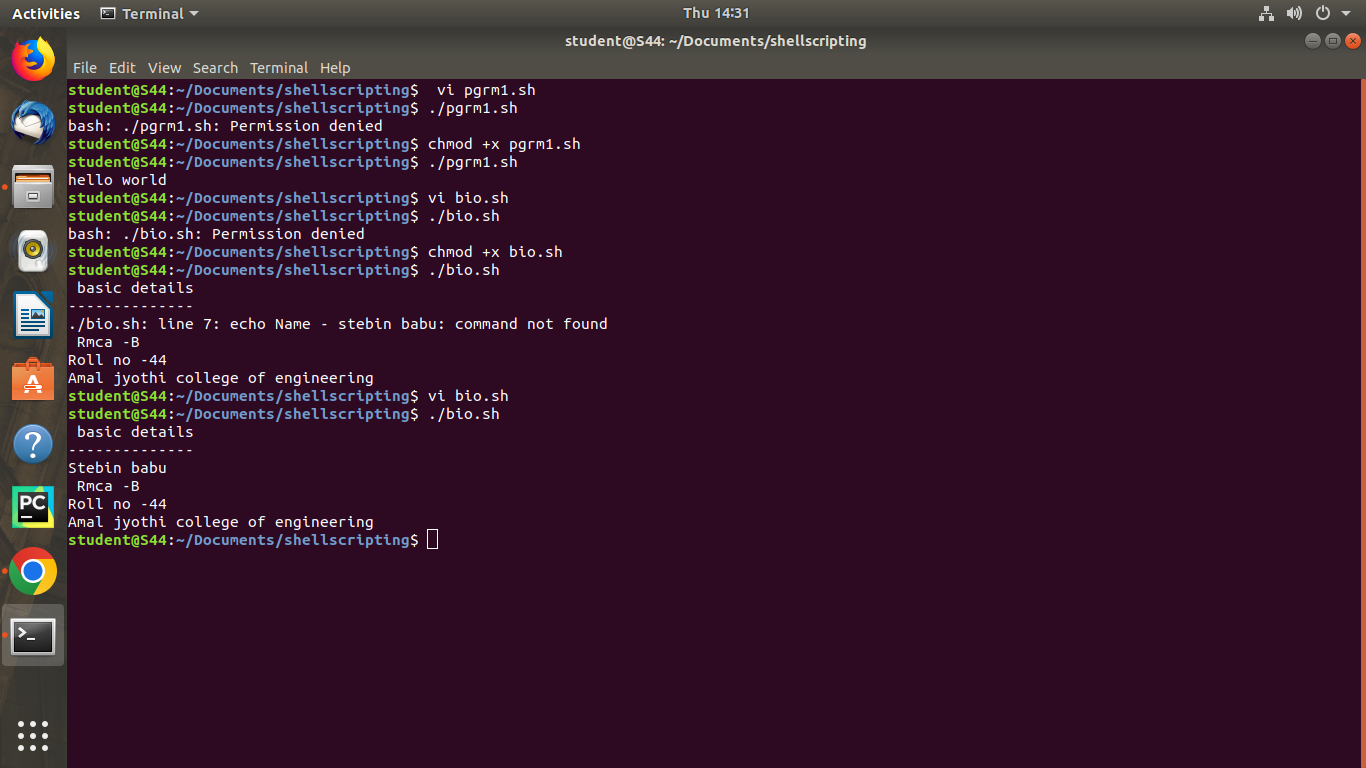 Activities Terminal Thu 14:31
student@S44: ~/Documents/shellscripting
File Edit View Search Terminal Help
student@S44:~/Documents/shellscripting$  vi pgrm1.sh
student@S44:~/Documents/shellscripting$ ./pgrm1.sh
bash: ./pgrm1.sh: Permission denied
student@S44:~/Documents/shellscripting$ chmod +x pgrm1.sh
student@S44:~/Documents/shellscripting$ ./pgrm1.sh
hello world
student@S44:~/Documents/shellscripting$ vi bio.sh
student@S44:~/Documents/shellscripting$ ./bio.sh
bash: ./bio.sh: Permission denied
student@S44:~/Documents/shellscripting$ chmod +x bio.sh
student@S44:~/Documents/shellscripting$ ./bio.sh
 basic details
--------------
./bio.sh: line 7: echo Name - stebin babu: command not found
 Rmca -B
Roll no -44
Amal jyothi college of engineering
student@S44:~/Documents/shellscripting$ vi bio.sh
student@S44:~/Documents/shellscripting$ ./bio.sh
 basic details
--------------
Stebin babu
 Rmca -B
Roll no -44
Amal jyothi college of engineering
student@S44:~/Documents/shellscripting$
A
?
PC
>_